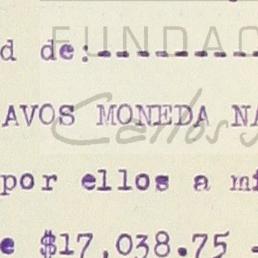 FUNDAC
d de:----------
AVOS MONEDA NA
Carlos S
por ellos a mi
e $17,038.75 -